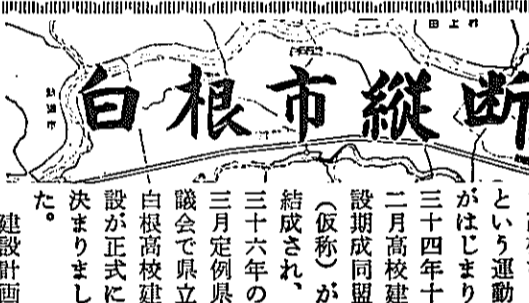 白根市縦断
という運動
がはじまり
三十四年十
二月高校建
設期成同盟
（仮称）が
結成され、
三十六年の
三月定例県
議会で県立
白根高校建
設が正式に
決まりまし
た。
建設計画